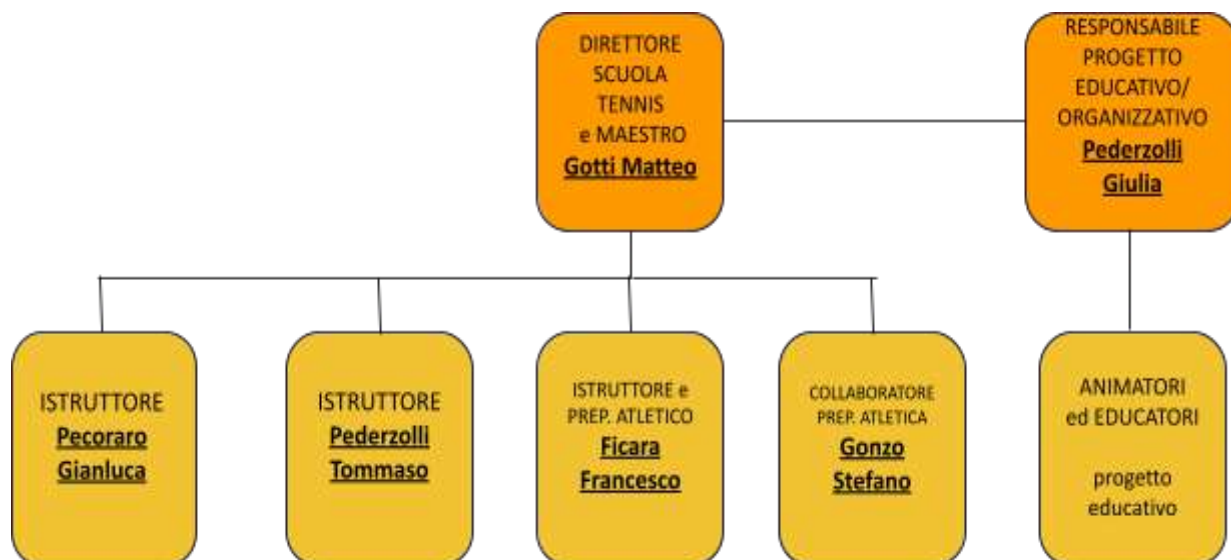 DIRETTORE
SCUOLA
TENNIS
e MAESTRO
Gotti Matteo
RESPONSABILE
PROGETTO
EDUCATIVO/
ORGANIZZATIVO
Pederzolli
Giulia
ISTRUTTORE
Pecoraro
Gianluca
ISTRUTTORE
Pederzolli
Tommaso
ISTRUTTORE e
PREP. ATLETICO
Ficara
Francesco
COLLABORATORE
PREP. ATLETICA
Gonzo
Stefano
ANIMATORI
ed EDUCATORI
progetto
educativo